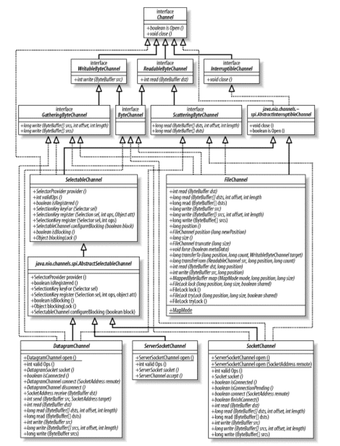 Interface
Channel
+ boolean is Open ()
+ void close ()
Interface
WritableByteChannel
+ int write (ByteBuffer src)
Interface
ReadableByteChannel
+ int read (ByteBuffer dst)
Interface
InterruptibleChannel
+ void close ()
Interface
GatheringByteChannel
+ long write (ByteBuffer[] srcs, int offset, int length)
+ long write (ByteBuffer[] srcs)
Interface
ByteChannel
Interface
ScatteringByteChannel
+ long read (ByteBuffer[] dsts, int offset, int length)
+ long read (ByteBuffer[] dsts)
java.nio.channels.
spi.AbstractInterruptibleChannel
+ void close ()
+ boolean is Open ()
SelectableChannel
+ SelectorProvider provider ()
+ int validOps ()
+ boolean isRegistered ()
+ SelectionKey keyFor (Selector sel)
+ SelectionKey register (Selector sel, int ops, Object att)
+ SelectionKey register (Selector sel, int ops)
+ SelectableChannel configureBlocking (boolean block)
+ boolean isBlocking ()
+ Object blockingLock ()
FileChannel
+ int read (ByteBuffer dst)
+ long read (ByteBuffer[] dsts, int offset, int length)
+ long read (ByteBuffer[] dsts)
+ int write (ByteBuffer src)
+ long write (ByteBuffer[] srcs, int offset, int length)
+ long write (ByteBuffer[] srcs)
+ long position ()
+ FileChannel position (long newPosition)
+ long size ()
+ FileChannel truncate (long size)
+ void force (boolean metaData)
+ long transferTo (long position, long count, WritableByteChannel target)
+ long transferFrom (ReadableByteChannel src, long position, long count)
+ int read (ByteBuffer dst, long position)
+ int write (ByteBuffer src, long position)
+ MappedByteBuffer map (MapMode mode, long position, long size)
+ FileLock lock (long position, long size, boolean shared)
+ FileLock lock ()
+ FileLock tryLock (long position, long size, boolean shared)
+ FileLock tryLock ()
+ MapMode
java.nio.channels.spi.AbstractSelectableChannel
+ SelectorProvider provider ()
+ boolean isRegistered ()
+ SelectionKey keyFor (Selector sel)
+ SelectionKey register (Selector sel, int ops, object att)
+ boolean isBlocking ()
+ Object blockingLock ()
+ SelectableChannel configureBlocking (boolean block)
DatagramChannel
+ DatagramChannel open ()
+ int valid Ops ()
+ DatagramSocket socket ()
+ boolean isConnected ()
+ DatagramChannel connect (SocketAddress remote)
+ DatagramChannel disconnect ()
+ SocketAddress receive (ByteBuffer dst)
+ int send (ByteBuffer src, SocketAddress target)
+ int read (ByteBuffer dst)
+ long read (ByteBuffer[] dsts, int offset, int length)
+ long read (ByteBuffer[] dsts)
+ int write (ByteBuffer src)
+ long write (ByteBuffer[] srcs, int offset, int length)
+ long write (ByteBuffer[] srcs)
ServerSocketChannel
+ ServerSocketChannel open ()
+ int valid Ops ()
+ ServerSocket socket ()
+ ServerChannel accept ()
SocketChannel
+ ServerSocketChannel open ()
+ ServerSocketChannel open (SocketAddress remote)
+ int valid Ops ()
+ Socket socket ()
+ boolean isConnected ()
+ boolean isConnectionPending ()
+ boolean connect (SocketAddress remote)
+ boolean finishConnect ()
+ int read (ByteBuffer dst)
+ long read (ByteBuffer[] dsts, int offset, int length)
+ long read (ByteBuffer[] dsts)
+ int write (ByteBuffer src)
+ long write (ByteBuffer[] srcs, int offset, int length)
+ long write (ByteBuffer[] srcs)